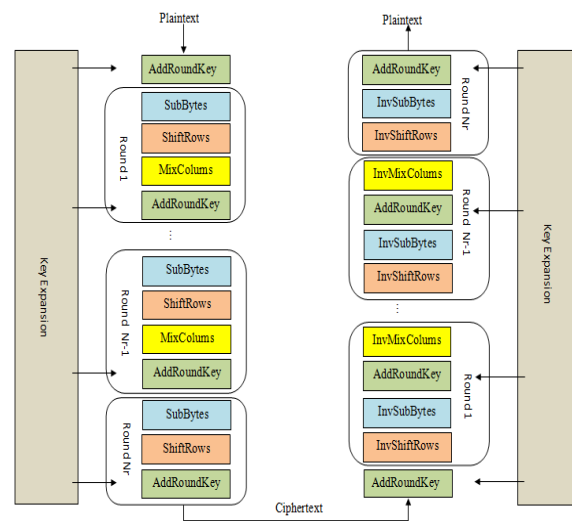 Plaintext
Plaintext
Key Expansion
AddRoundKey
Round 1
SubBytes
ShiftRows
MixColums
AddRoundKey
...
Round Nr-1
SubBytes
ShiftRows
MixColums
AddRoundKey
Round Nr
SubBytes
ShiftRows
AddRoundKey
Ciphertext
AddRoundKey
InvSubBytes
InvShiftRows
Round Nr
InvMixColums
AddRoundKey
InvSubBytes
InvShiftRows
Round Nr-1
...
InvMixColums
AddRoundKey
InvSubBytes
InvShiftRows
Round 1
AddRoundKey
Key Expansion